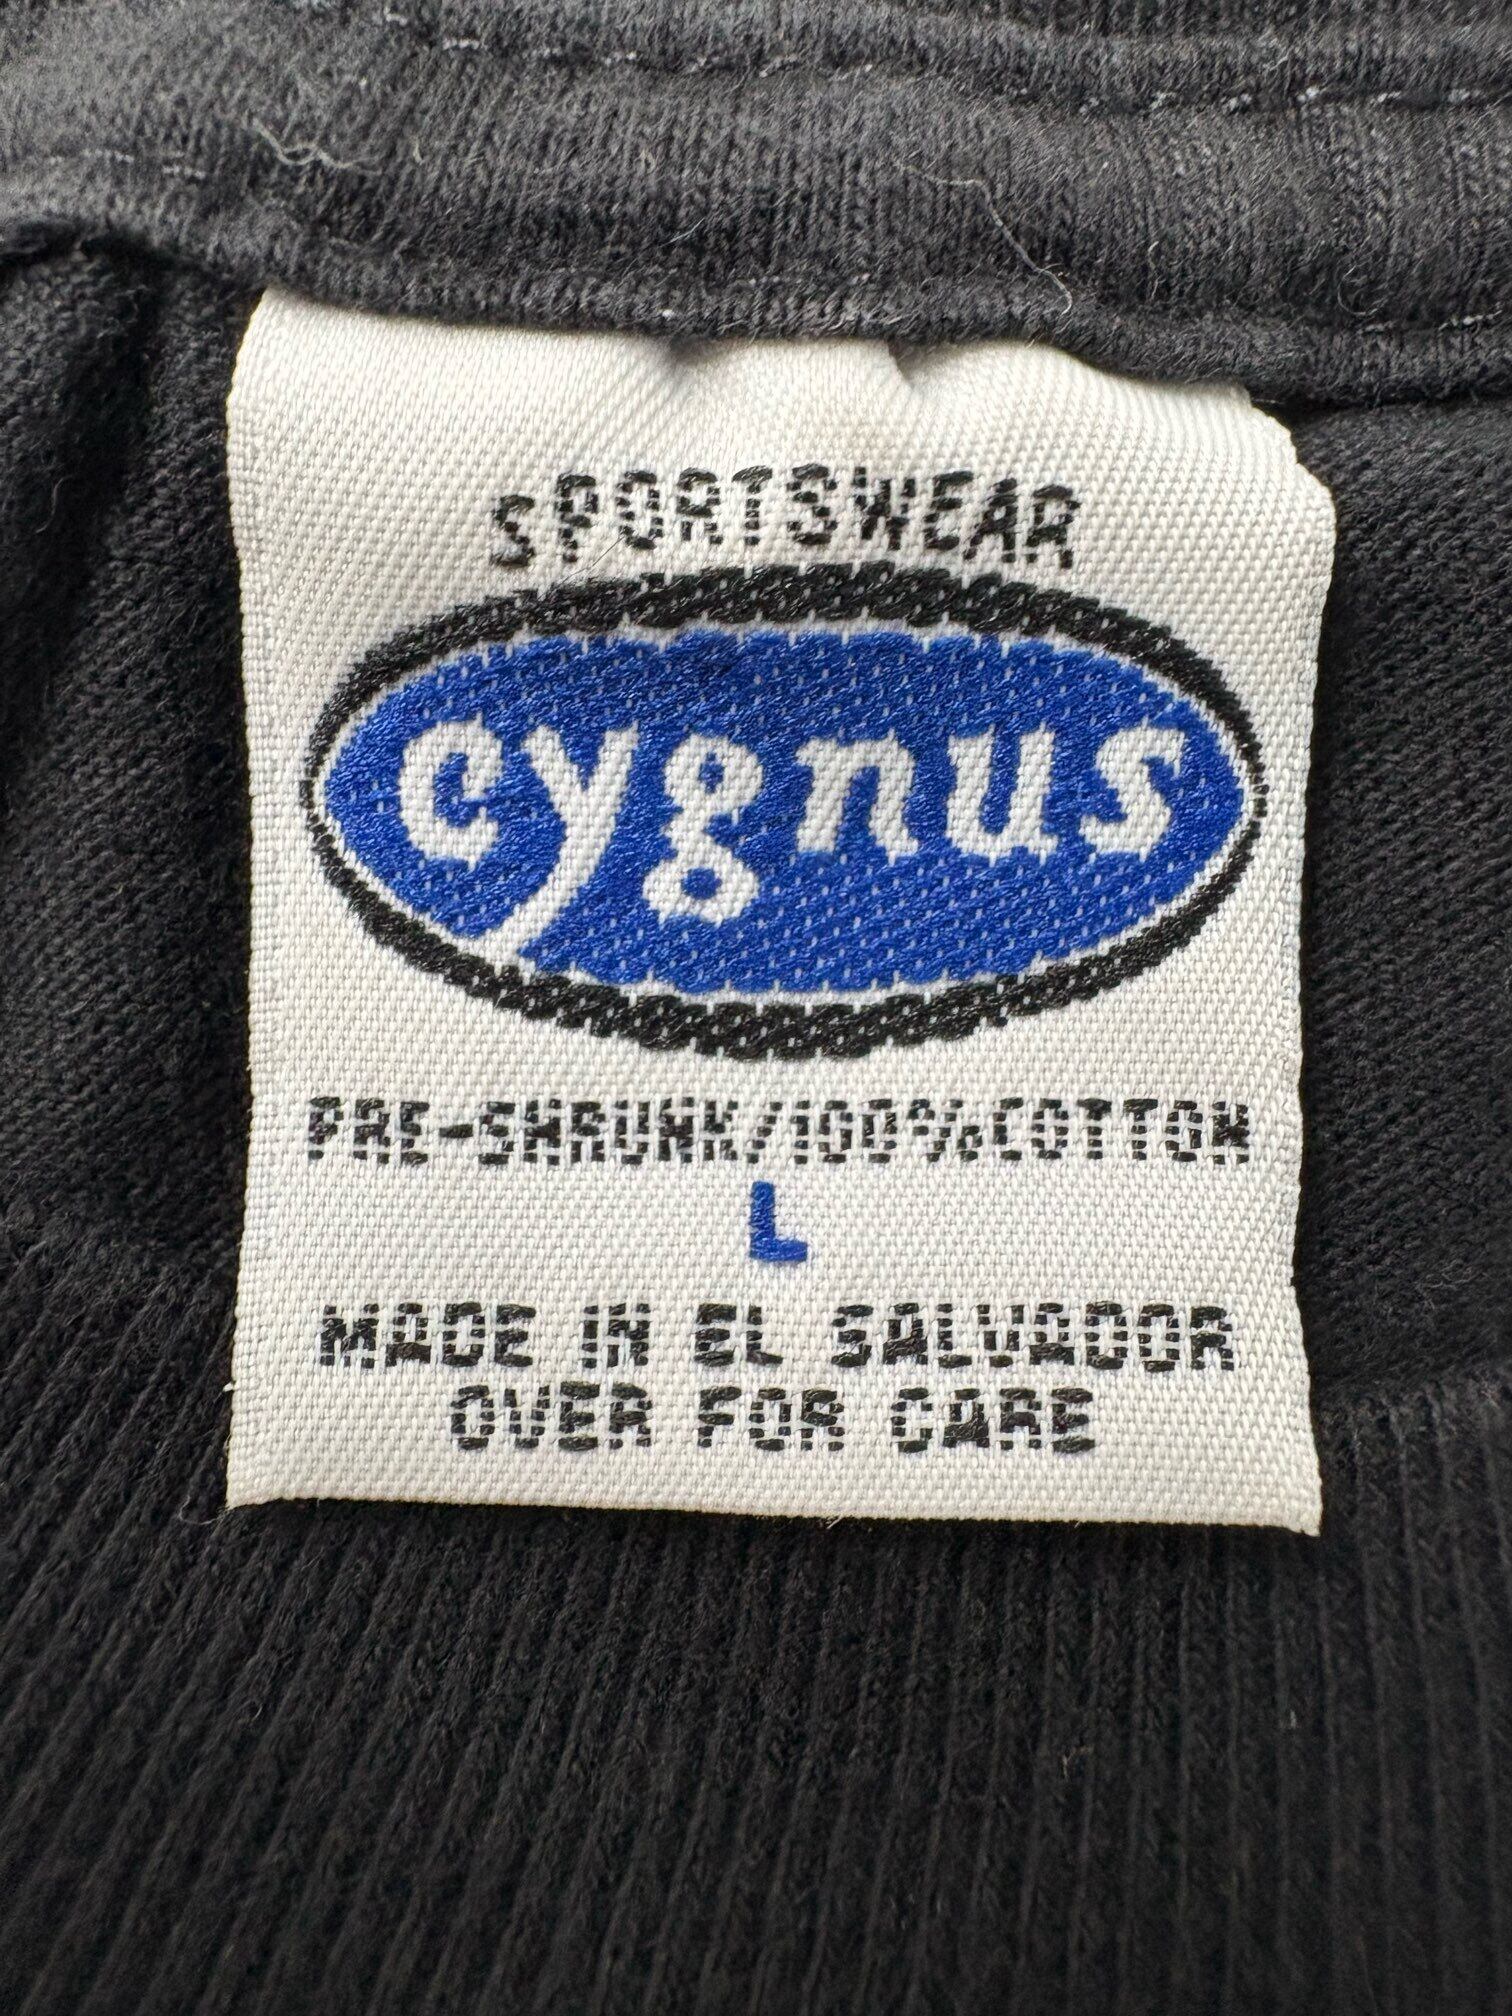 SPORTSWEAR
cygnus
PRE-SHRUNK/100%COTTON
L
MADE IN EL SALVADOR
OVER FOR CARE